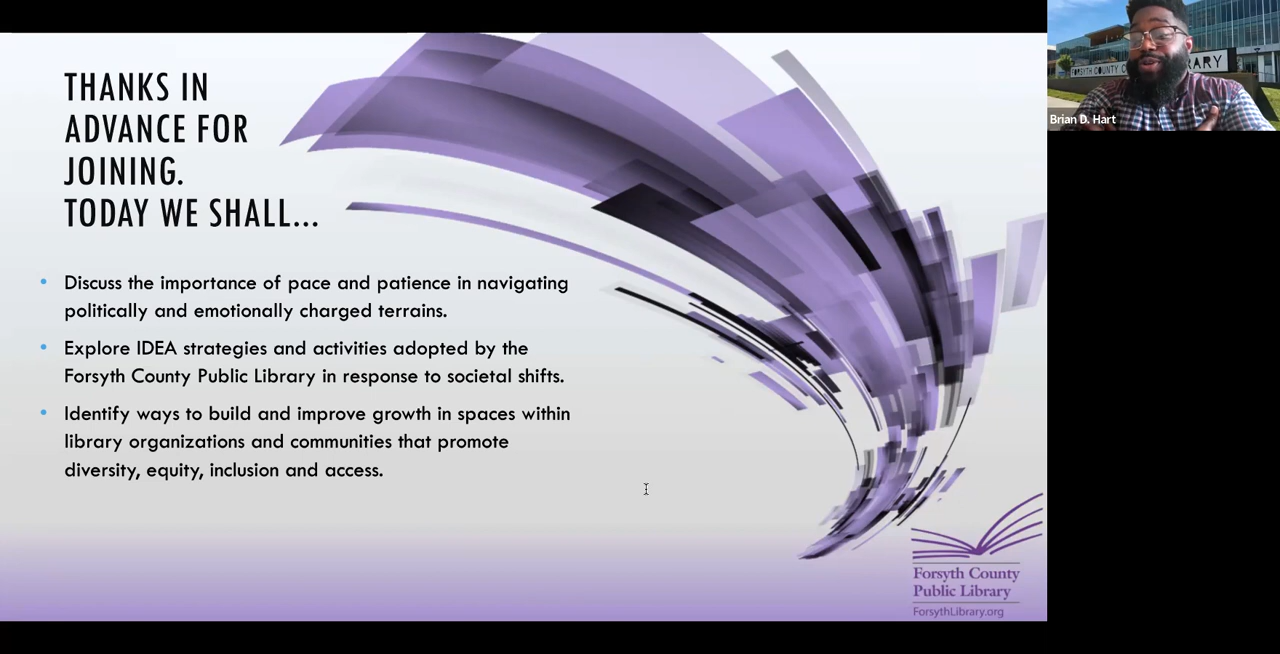 THANKS IN
ADVANCE FOR
JOINING.
TODAY WE SHALL...
• Discuss the importance of pace and patience in navigating
politically and emotionally charged terrains.
• Explore IDEA strategies and activities adopted by the
Forsyth County Public Library in response to societal shifts.
• Identify ways to build and improve growth in spaces within
library organizations and communities that promote
diversity, equity, inclusion and access.
Forsyth County
Public Library
ForsythLibrary.org
FORSYTH COUNTY
Brian D. Hart